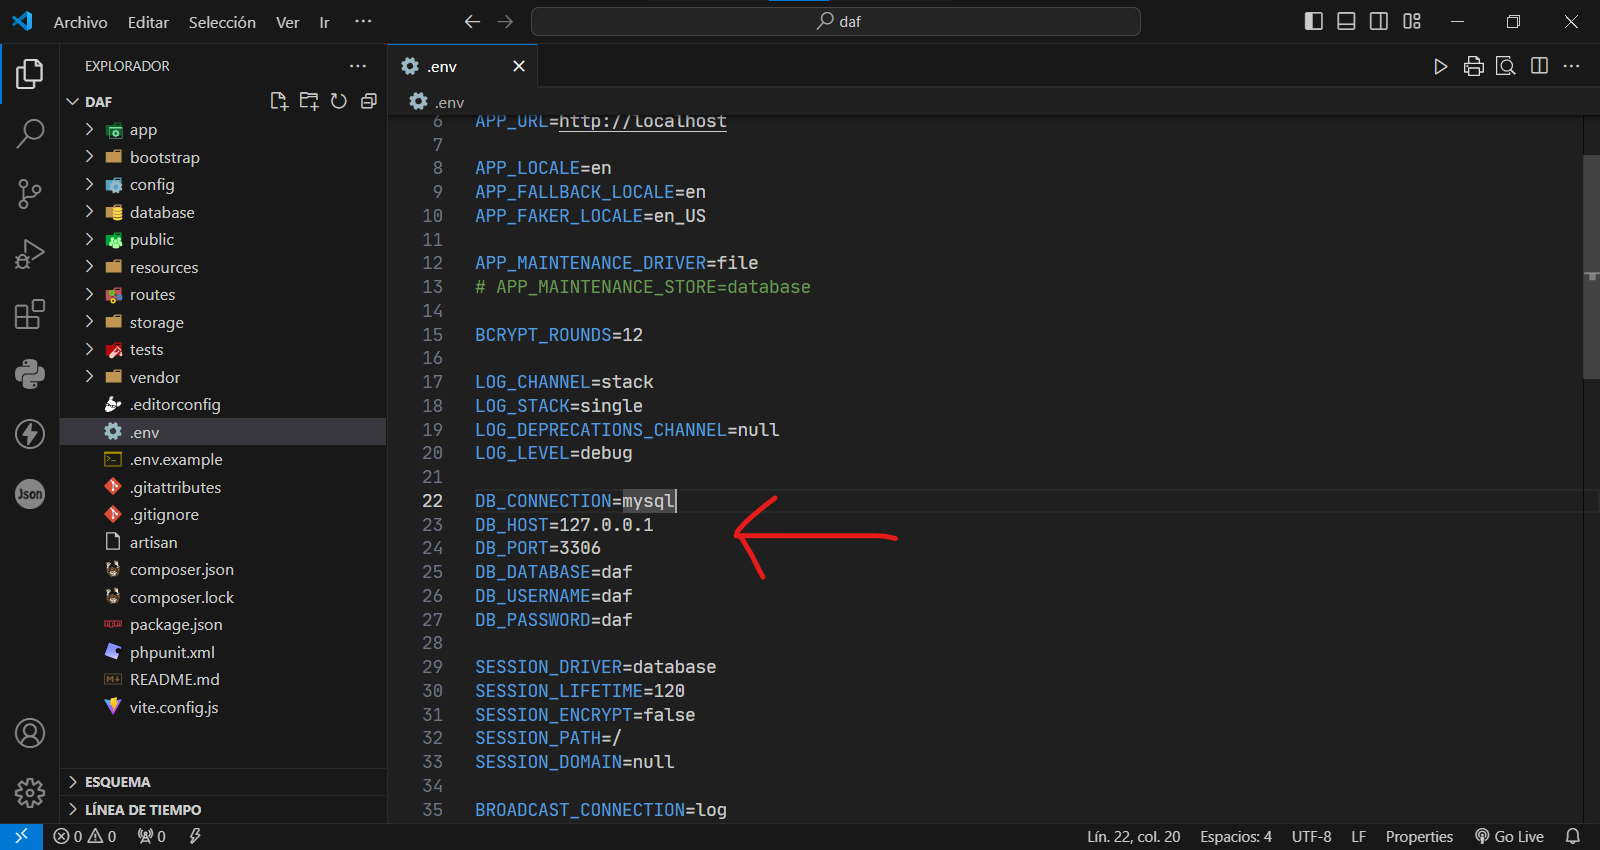 Archivo Editar Selección Ver Ir ··· daf
EXPLORADOR ···
DAF
app
bootstrap
config
database
public
resources
routes
storage
tests
vendor
.editorconfig
.env
.env.example
.gitattributes
.gitignore
artisan
composer.json
composer.lock
package.json
phpunit.xml
README.md
vite.config.js
ESQUEMA
LÍNEA DE TIEMPO
Json
.env
.env
6 APP_URL=http://localhost
7
8 APP_LOCALE=en
9 APP_FALLBACK_LOCALE=en
10 APP_FAKER_LOCALE=en_US
11
12 APP_MAINTENANCE_DRIVER=file
13 # APP_MAINTENANCE_STORE=database
14
15 BCRYPT_ROUNDS=12
16
17 LOG_CHANNEL=stack
18 LOG_STACK=single
19 LOG_DEPRECATIONS_CHANNEL=null
20 LOG_LEVEL=debug
21
22 DB_CONNECTION=mysql
23 DB_HOST=127.0.0.1
24 DB_PORT=3306
25 DB_DATABASE=daf
26 DB_USERNAME=daf
27 DB_PASSWORD=daf
28
29 SESSION_DRIVER=database
30 SESSION_LIFETIME=120
31 SESSION_ENCRYPT=false
32 SESSION_PATH=/
33 SESSION_DOMAIN=null
34
35 BROADCAST_CONNECTION=log
0 0 0 Lín. 22, col. 20 Espacios: 4 UTF-8 LF Properties Go Live